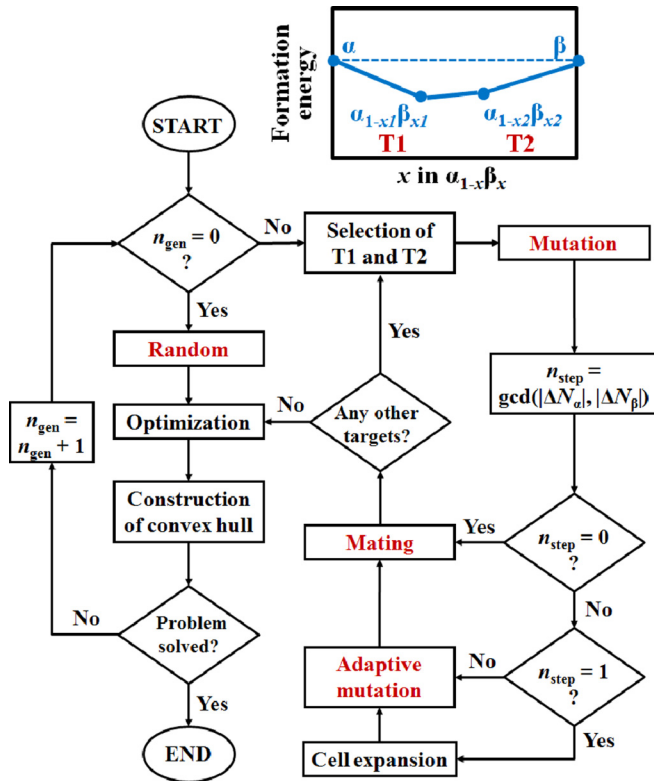 Formation
energy
α
β
α1-x1βx1
α1-x2βx2
T1
T2
x in α1-xβx
START
ngen = 0
?
No
Yes
Selection of
T1 and T2
Mutation
Random
Yes
nstep =
gcd(|ΔNα|, |ΔNβ|)
ngen =
ngen + 1
Optimization
No
Any other
targets?
Construction
of convex hull
Mating
Yes
nstep = 0
?
No
No
Problem
solved?
Adaptive
mutation
No
nstep = 1
?
Yes
Yes
END
Cell expansion